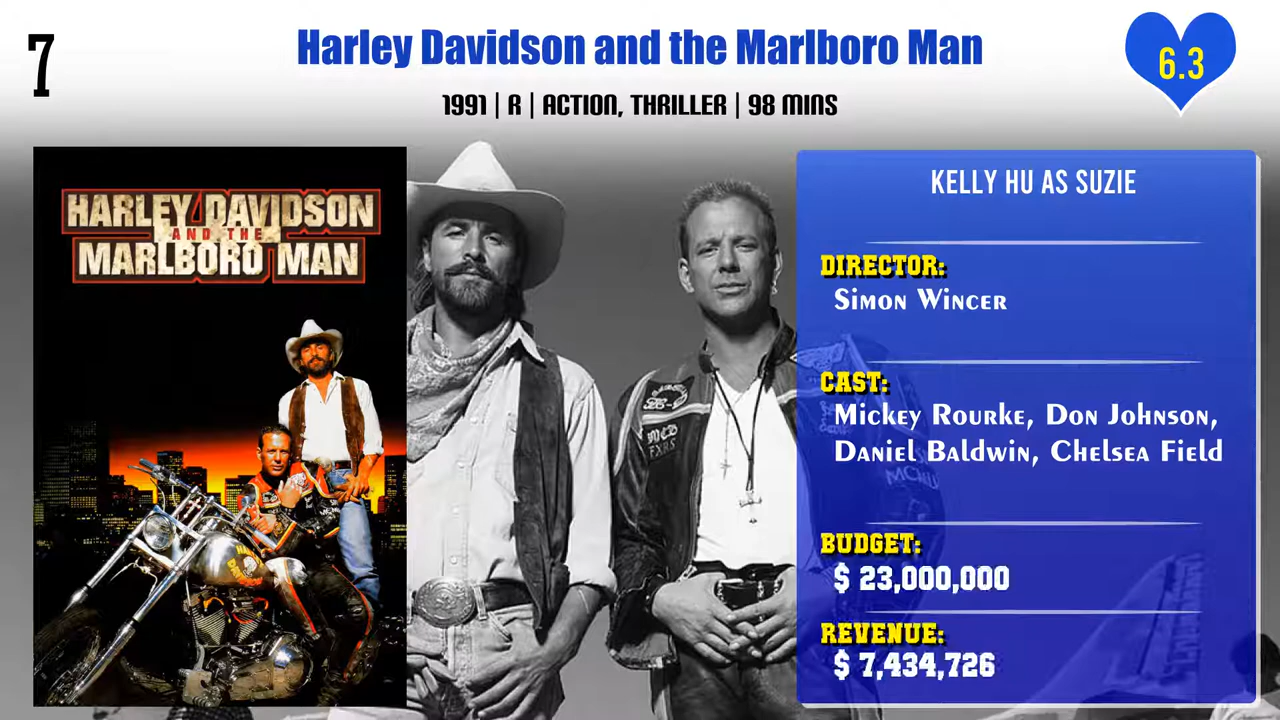 7
Harley Davidson and the Marlboro Man
6.3
1991 | R | ACTION, THRILLER | 98 MINS
HARLEY DAVIDSON
AND THE
MARLBORO MAN
KELLY HU AS SUZIE
DIRECTOR:
Simon Wincer
CAST:
Mickey Rourke, Don Johnson,
Daniel Baldwin, Chelsea Field
BUDGET:
$ 23,000,000
REVENUE:
$ 7,434,726